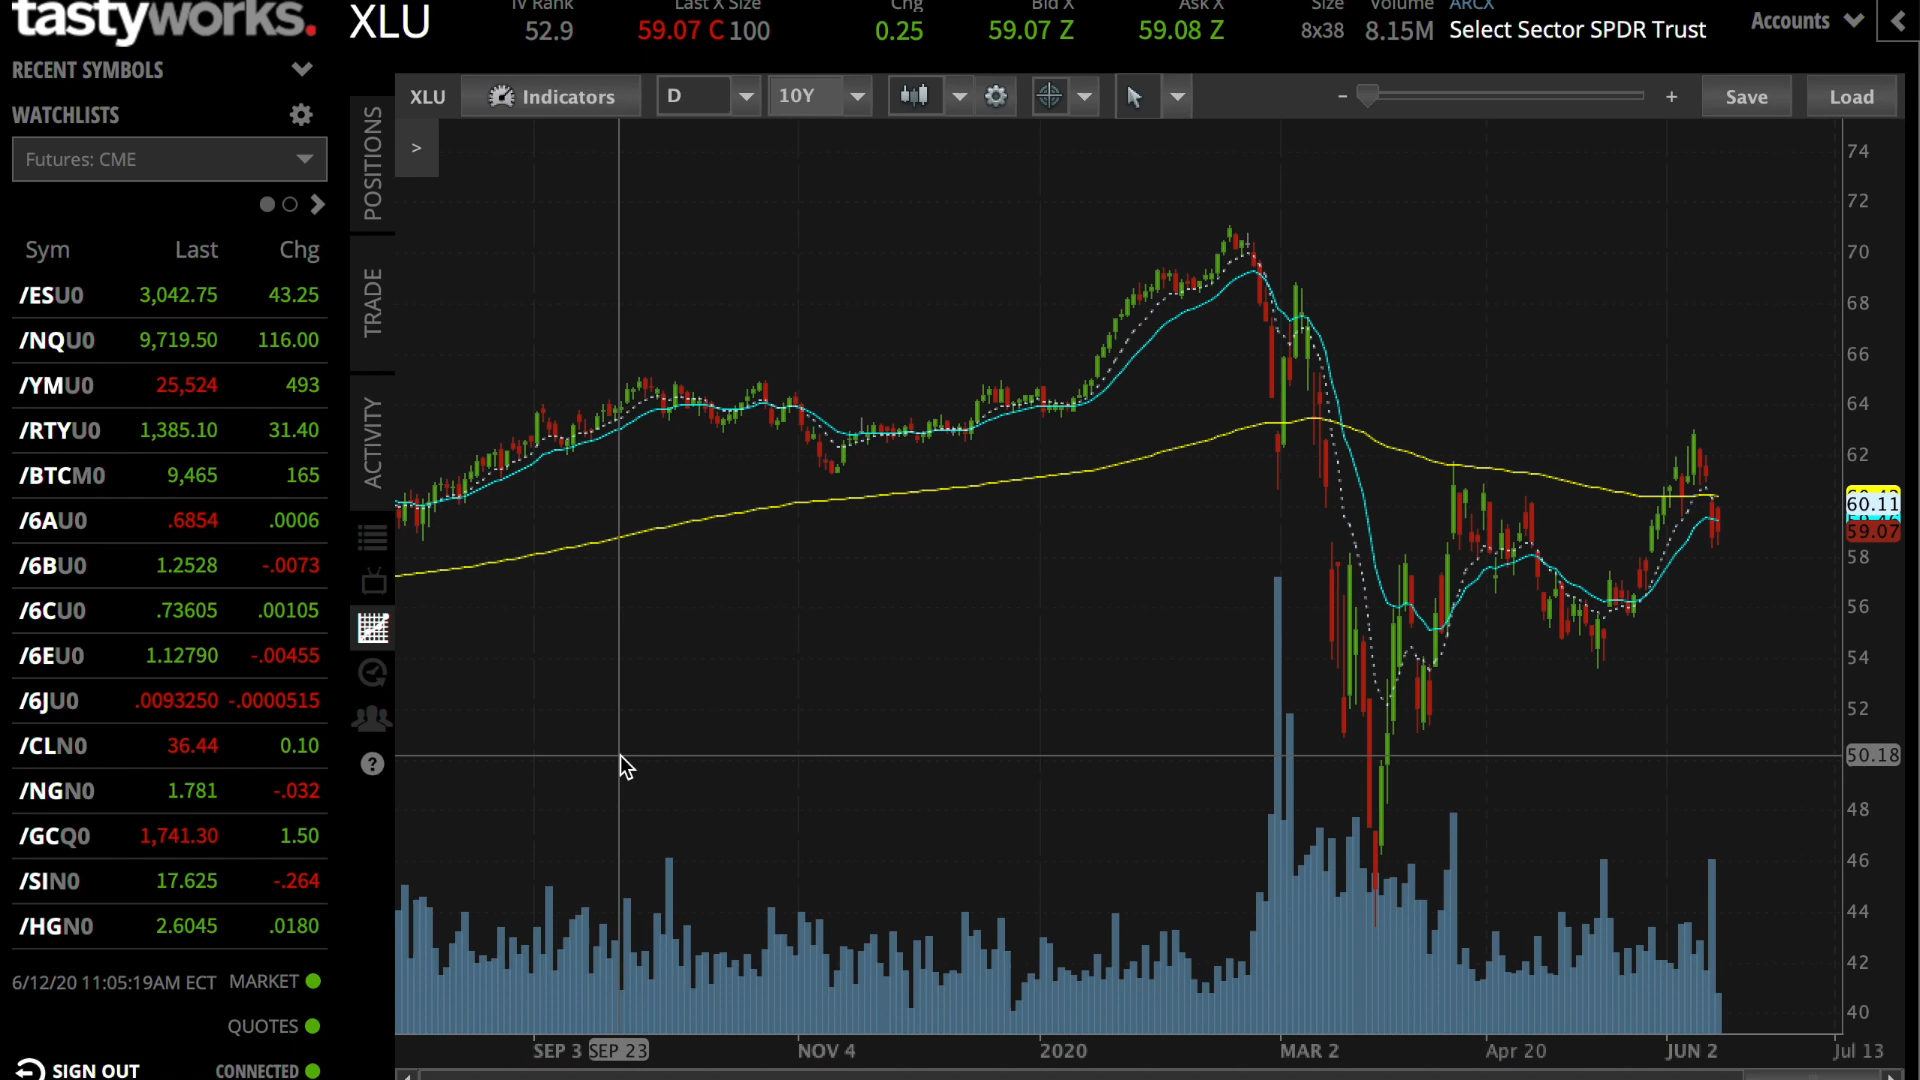 tastyworks.
XLU
IV Rank
52.9
Last X Size
59.07 C 100
Chg
0.25
Bid X
59.07 Z
Ask X
59.08 Z
Size
8x38
Volume
8.15M
ARCX
Select Sector SPDR Trust
Accounts
RECENT SYMBOLS
WATCHLISTS
Futures: CME
Sym Last Chg
/ESU0 3,042.75 43.25
/NQU0 9,719.50 116.00
/YMU0 25,524 493
/RTYU0 1,385.10 31.40
/BTCM0 9,465 165
/6AU0 .6854 .0006
/6BU0 1.2528 -.0073
/6CU0 .73605 .00105
/6EU0 1.12790 -.00455
/6JU0 .0093250 -.0000515
/CLN0 36.44 0.10
/NGN0 1.781 -.032
/GCQ0 1,741.30 1.50
/SIN0 17.625 -.264
/HGN0 2.6045 .0180
6/12/20 11:05:19AM ECT MARKET
QUOTES
SIGN OUT CONNECTED
POSITIONS
TRADE
ACTIVITY
?
XLU Indicators D 10Y - + Save Load
>
74
72
70
68
66
64
62
60.11
59.07
58
56
54
52
50.18
48
46
44
42
40
SEP 3 SEP 23 NOV 4 2020 MAR 2 Apr 20 JUN 2 Jul 13